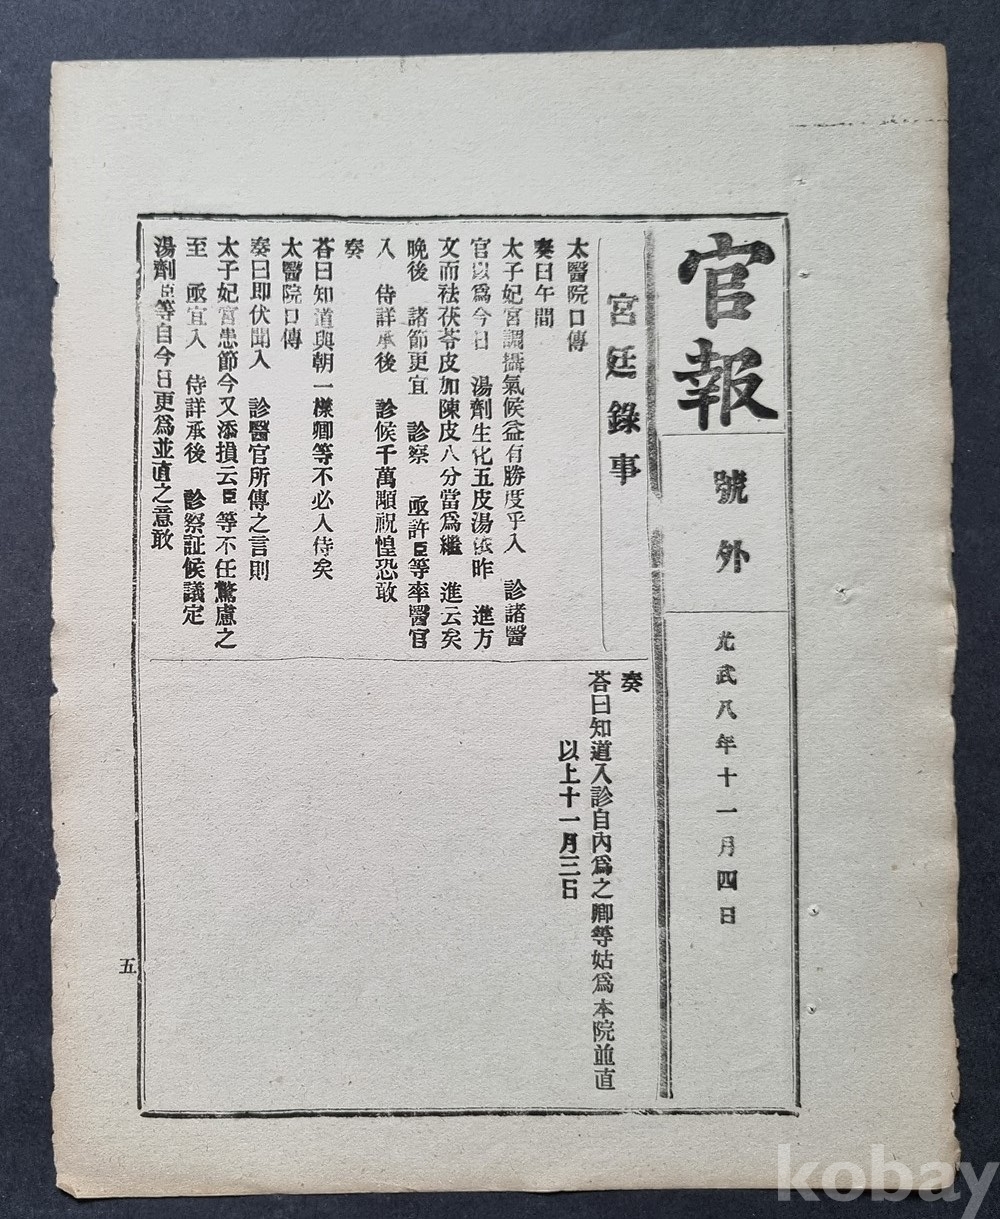 官報
號外
光武八年十一月四日
宮廷錄事
太醫院口傳
奏曰午間
太子妃宮調攝氣候益有勝度乎入 診諸醫
官以爲今日 湯劑生化五皮湯依昨 進方
文而祛茯苓皮加陳皮八分當爲繼 進云矣
晩後 諸節更宜 診察 亟許臣等率醫官
入 侍詳承後 診候千萬顒祝惶恐敢
奏
荅曰知道與朝一樣卿等不必入侍矣
太醫院口傳
奏曰卽伏聞入 診醫官所傳之言則
太子妃宮患節今又添損云臣等不任驚慮之
至 亟宜入 侍詳承後 診察証候議定
湯劑臣等自今日更爲並直之意敢
奏
荅曰知道入診自內爲之卿等姑爲本院並直
以上十一月三日
五
kobay